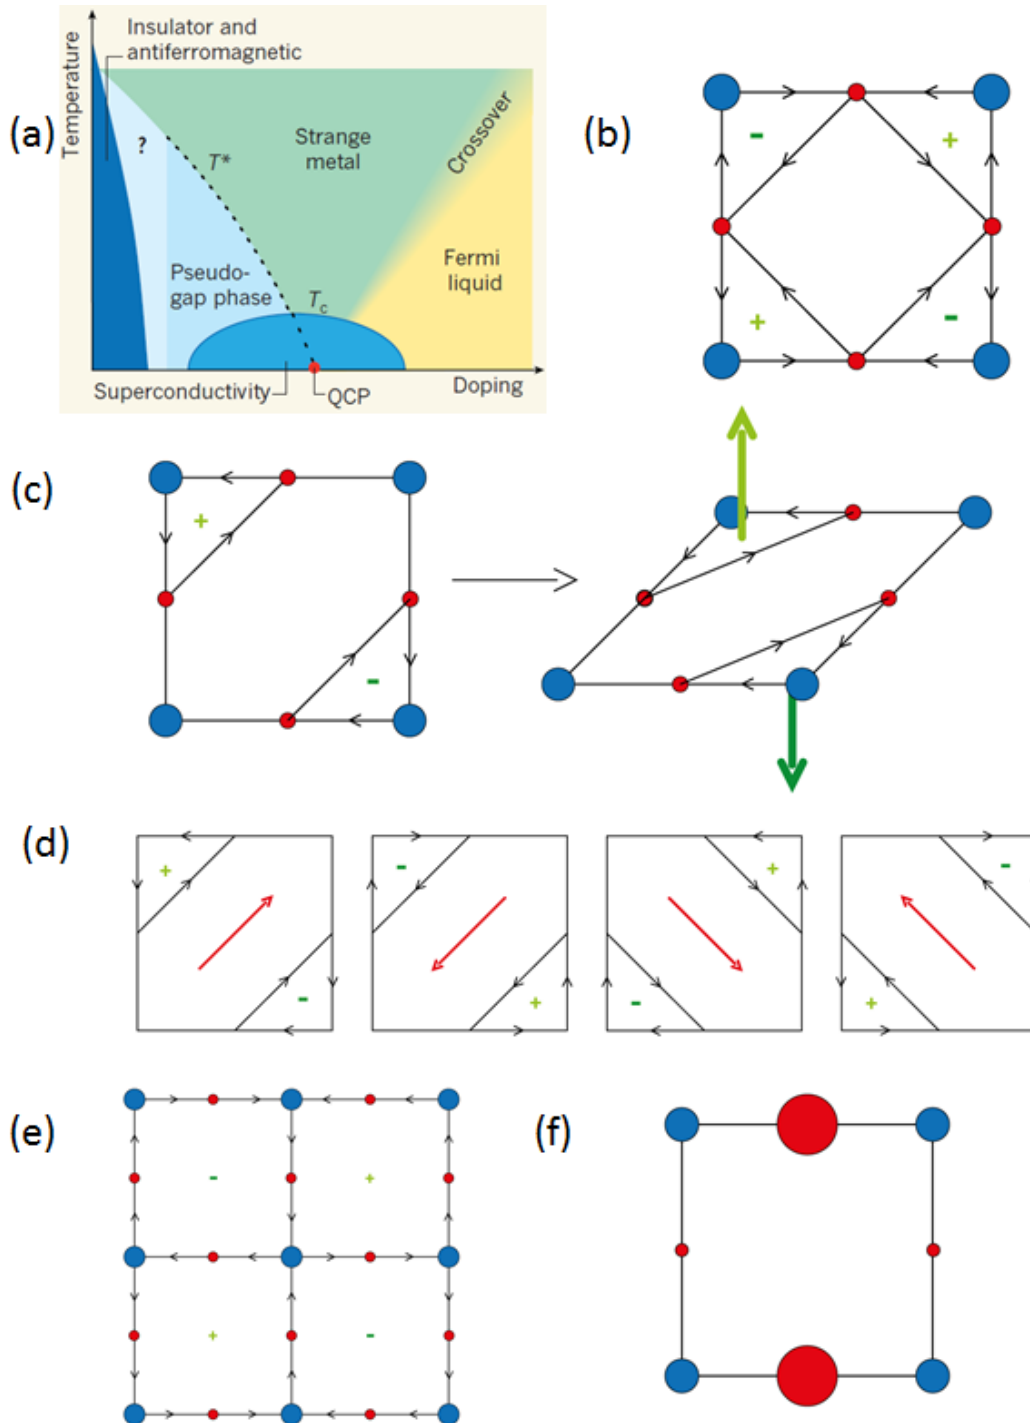 (a)
Temperature
Insulator and
antiferromagnetic
?
T*
Strange
metal
Crossover
Pseudo-
gap phase
Tc
Fermi
liquid
Superconductivity
QCP
Doping
(b)
-
+
+
-
(c)
+
-
(d)
+
-
-
+
+
-
-
+
(e)
-
+
+
-
(f)